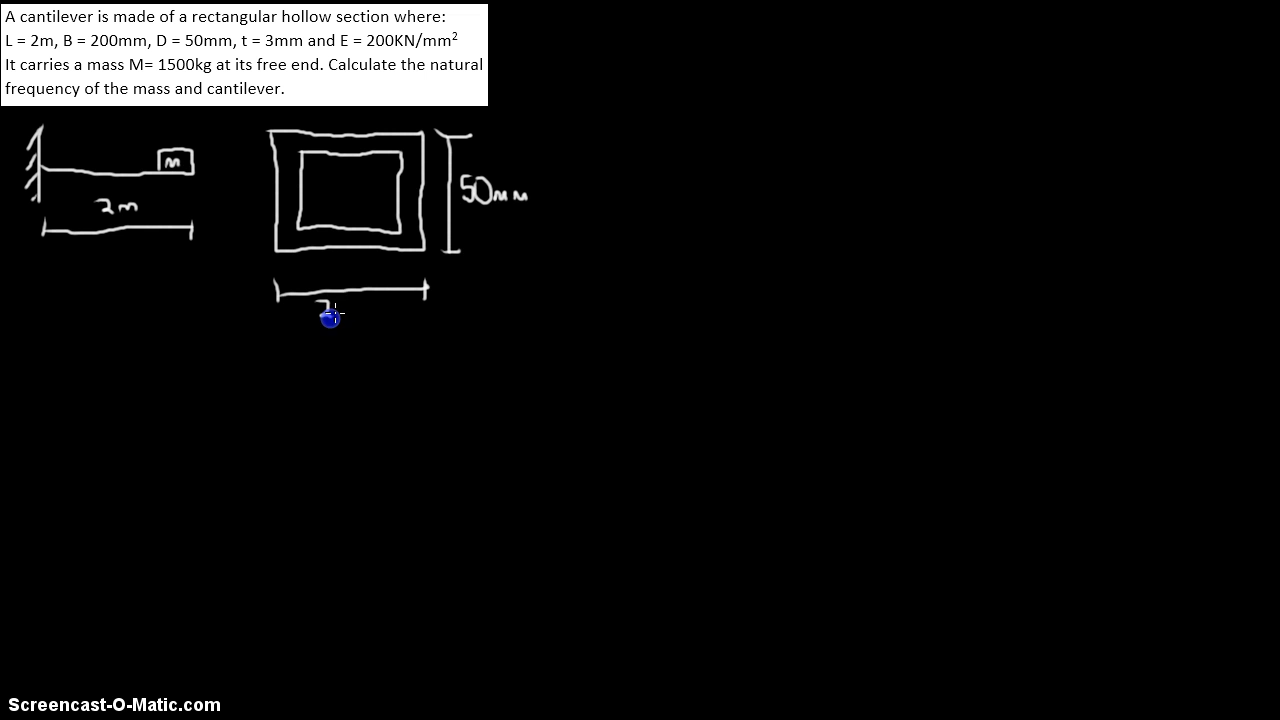 A cantilever is made of a rectangular hollow section where:
L = 2m, B = 200mm, D = 50mm, t = 3mm and E = 200KN/mm²
It carries a mass M= 1500kg at its free end. Calculate the natural
frequency of the mass and cantilever.
m
2m
50mm
2
Screencast-O-Matic.com